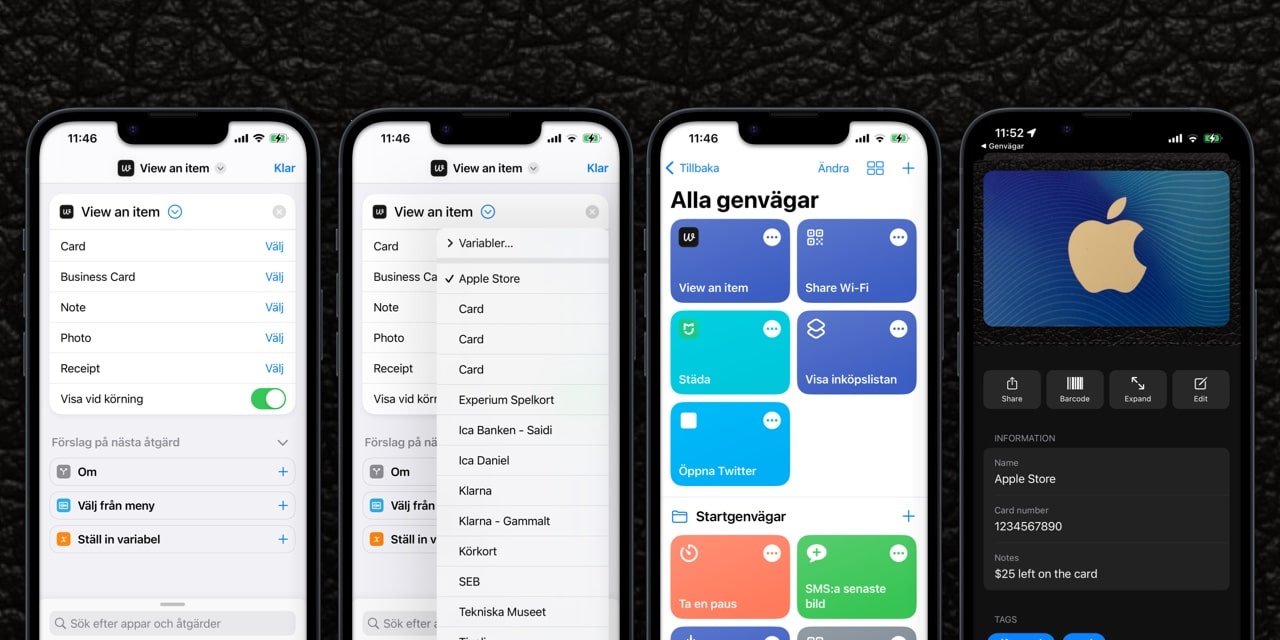 11:46
View an item
Klar
View an item
Card Välj
Business Card Välj
Note Välj
Photo Välj
Receipt Välj
Visa vid körning
Förslag på nästa åtgärd
Om
Välj från meny
Ställ in variabel
Sök efter appar och åtgärder
11:46
View an item
Klar
View an item
Card
Business Ca
Note
Photo
Receipt
Visa vid körn
Förslag på nä
Om
Välj från
Ställ in v
Sök efter
Variabler...
Apple Store
Card
Card
Card
Experium Spelkort
Ica Banken - Saidi
Ica Daniel
Klarna
Klarna - Gammalt
Körkort
SEB
Tekniska Museet
11:46
Tillbaka
Ändra
Alla genvägar
View an item
Share Wi-Fi
Städa
Visa inköpslistan
Öppna Twitter
Startgenvägar
Ta en paus
SMS:a senaste
bild
11:52
Genvägar
Share
Barcode
Expand
Edit
INFORMATION
Name
Apple Store
Card number
1234567890
Notes
$25 left on the card
TAGS